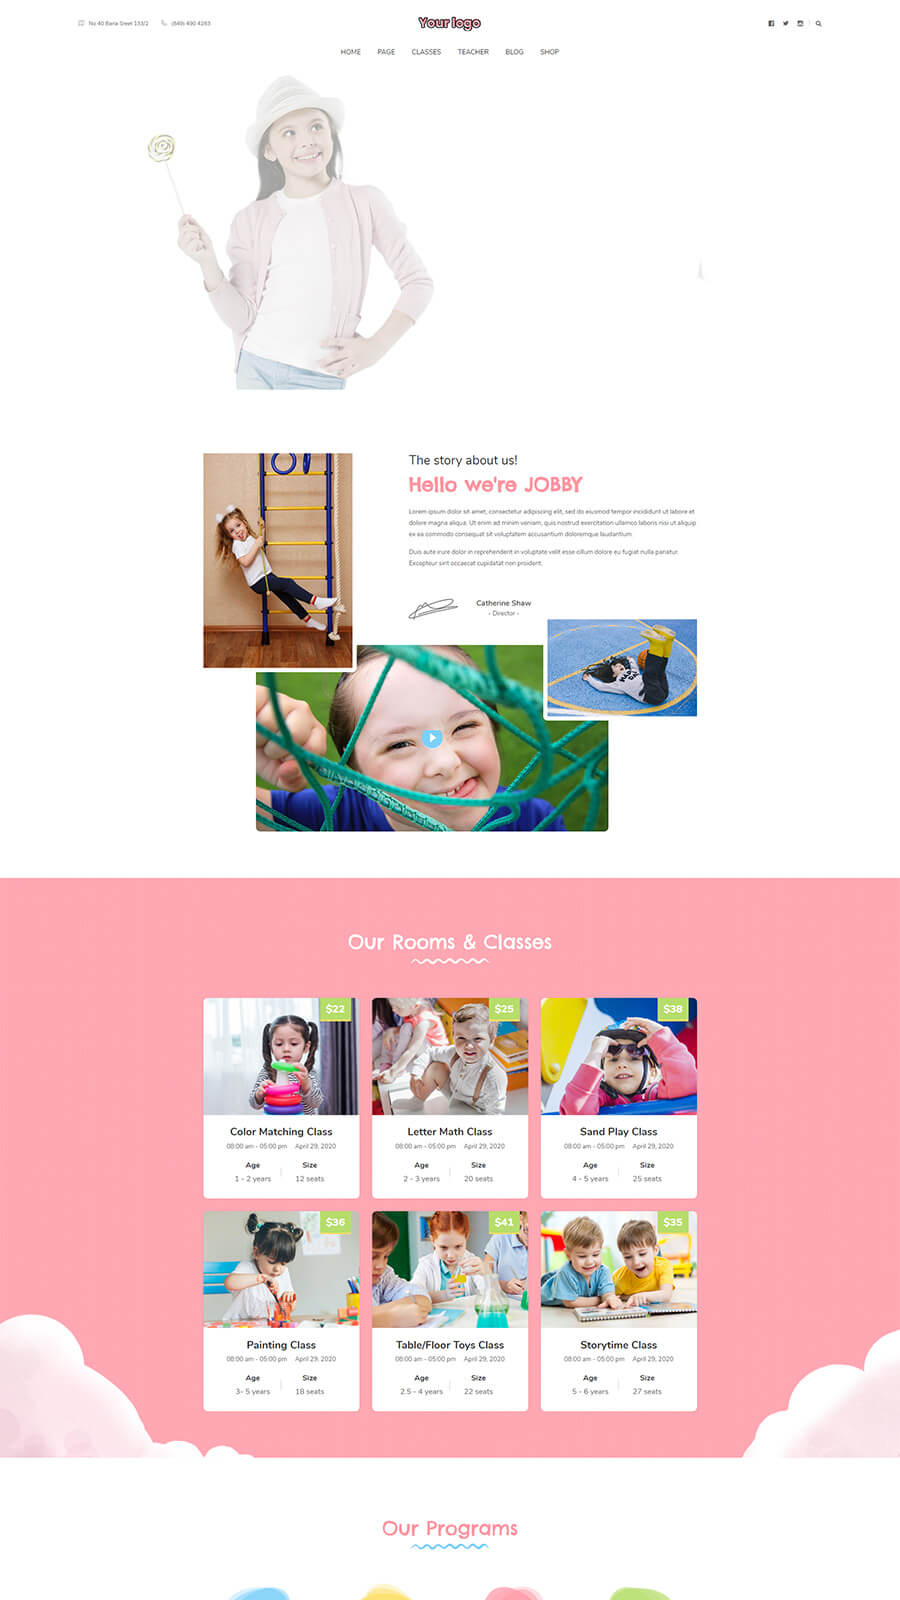 No 40 Baria Sreet 133/2 (849) 490 4283
Your logo
HOME PAGE CLASSES TEACHER BLOG SHOP
The story about us!
Hello we're JOBBY
Lorem ipsum dolor sit amet, consectetur adipiscing elit, sed do eiusmod tempor incididunt ut labore et
dolore magna aliqua. Ut enim ad minim veniam, quis nostrud exercitation ullamco laboris nisi ut aliquip
ex ea commodo consequat sit voluptatem accusantium doloremque laudantium.
Duis aute irure dolor in reprehenderit in voluptate velit esse cillum dolore eu fugiat nulla pariatur.
Excepteur sint occaecat cupidatat non proident.
Catherine Shaw
- Director -
Our Rooms & Classes
$22 $25 $38
Color Matching Class Letter Math Class Sand Play Class
08:00 am - 05:00 pm April 29, 2020 08:00 am - 05:00 pm April 29, 2020 08:00 am - 05:00 pm April 29, 2020
Age Size Age Size Age Size
1 - 2 years 12 seats 2 - 3 years 20 seats 4 - 5 years 25 seats
$36 $41 $35
Painting Class Table/Floor Toys Class Storytime Class
08:00 am - 05:00 pm April 29, 2020 08:00 am - 05:00 pm April 29, 2020 08:00 am - 05:00 pm April 29, 2020
Age Size Age Size Age Size
3- 5 years 18 seats 2.5 - 4 years 22 seats 5 - 6 years 27 seats
Our Programs